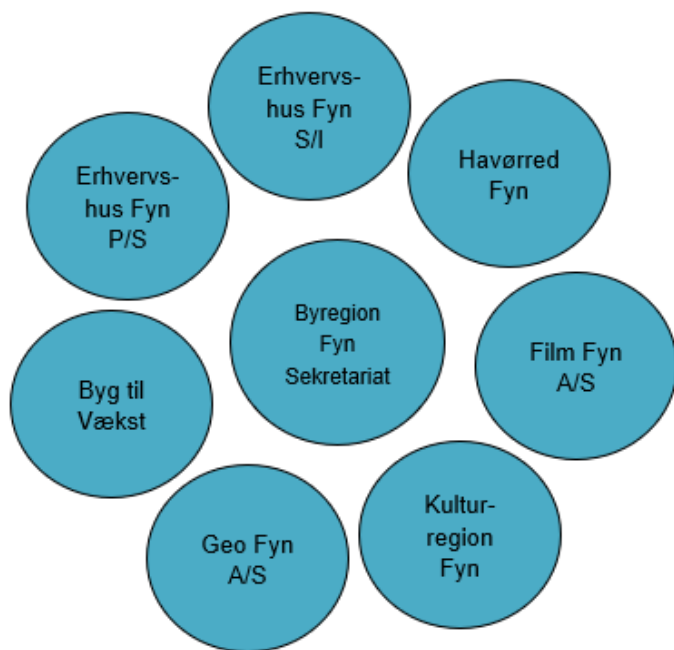 Erhvervs-
hus Fyn
S/I
Havørred
Fyn
Erhvervs-
hus Fyn
P/S
Byregion
Fyn
Sekretariat
Film Fyn
A/S
Byg til
Vækst
Kultur-
region
Fyn
Geo Fyn
A/S